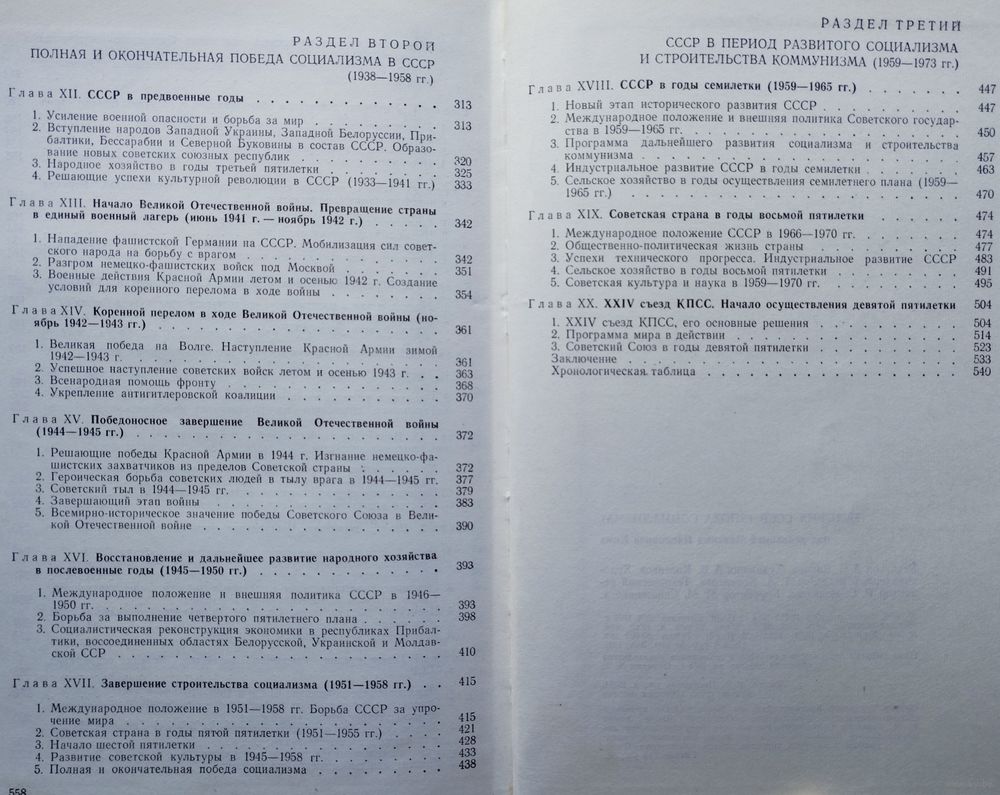 РАЗДЕЛ ВТОРОЙ
ПОЛНАЯ И ОКОНЧАТЕЛЬНАЯ ПОБЕДА СОЦИАЛИЗМА В СССР
(1938—1958 гг.)
Глава XII. СССР в предвоенные годы . . . . . . . . . . . . 313
1. Усиление военной опасности и борьба за мир . . . . . . . . 313
2. Вступление народов Западной Украины, Западной Белоруссии, При-
балтики, Бессарабии и Северной Буковины в состав СССР. Образо-
вание новых советских союзных республик . . . . . . . . . 320
3. Народное хозяйство в годы третьей пятилетки . . . . . . . 325
4. Решающие успехи культурной революции в СССР (1933—1941 гг.) 333
Глава XIII. Начало Великой Отечественной войны. Превращение страны
в единый военный лагерь (июнь 1941 г. — ноябрь 1942 г.) . . . . . 342
1. Нападение фашистской Германии на СССР. Мобилизация сил совет-
ского народа на борьбу с врагом . . . . . . . . . . . . 342
2. Разгром немецко-фашистских войск под Москвой . . . . . . 351
3. Военные действия Красной Армии летом и осенью 1942 г. Создание
условий для коренного перелома в ходе войны . . . . . . . 354
Глава XIV. Коренной перелом в ходе Великой Отечественной войны (но-
ябрь 1942—1943 гг.) . . . . . . . . . . . . . . . . . 361
1. Великая победа на Волге. Наступление Красной Армии зимой
1942—1943 г. . . . . . . . . . . . . . . . . . . 361
2. Успешное наступление советских войск летом и осенью 1943 г. . . 363
3. Всенародная помощь фронту . . . . . . . . . . . . . 368
4. Укрепление антигитлеровской коалиции . . . . . . . . . 370
Глава XV. Победоносное завершение Великой Отечественной войны
(1944—1945 гг.) . . . . . . . . . . . . . . . . . . 372
1. Решающие победы Красной Армии в 1944 г. Изгнание немецко-фа-
шистских захватчиков из пределов Советской страны . . . . . 372
2. Героическая борьба советских людей в тылу врага в 1944—1945 гг. 377
3. Советский тыл в 1944—1945 гг. . . . . . . . . . . . . 379
4. Завершающий этап войны . . . . . . . . . . . . . . 383
5. Всемирно-историческое значение победы Советского Союза в Вели-
кой Отечественной войне . . . . . . . . . . . . . . 390
Глава XVI. Восстановление и дальнейшее развитие народного хозяйства
в послевоенные годы (1945—1950 гг.) . . . . . . . . . . . 393
1. Международное положение и внешняя политика СССР в 1946—
1950 гг. . . . . . . . . . . . . . . . . . . . 393
2. Борьба за выполнение четвертого пятилетнего плана . . . . . 398
3. Социалистическая реконструкция экономики в республиках Прибал-
тики, воссоединенных областях Белорусской, Украинской и Молдав-
ской ССР . . . . . . . . . . . . . . . . . . . 410
Глава XVII. Завершение строительства социализма (1951—1958 гг.) . . 415
1. Международное положение в 1951—1958 гг. Борьба СССР за упро-
чение мира . . . . . . . . . . . . . . . . . . 415
2. Советская страна в годы пятой пятилетки (1951—1955 гг.) . . . . 421
3. Начало шестой пятилетки . . . . . . . . . . . . . . 428
4. Развитие советской культуры в 1945—1958 гг. . . . . . . . 433
5. Полная и окончательная победа социализма . . . . . . . . 438
558
РАЗДЕЛ ТРЕТИЙ
СССР В ПЕРИОД РАЗВИТОГО СОЦИАЛИЗМА
И СТРОИТЕЛЬСТВА КОММУНИЗМА (1959—1973 гг.)
Глава XVIII. СССР в годы семилетки (1959—1965 гг.) . . . . . . . 447
1. Новый этап исторического развития СССР . . . . . . . . 447
2. Международное положение и внешняя политика Советского государ-
ства в 1959—1965 гг. . . . . . . . . . . . . . . . 450
3. Программа дальнейшего развития социализма и строительства
коммунизма . . . . . . . . . . . . . . . . . . 457
4. Индустриальное развитие СССР в годы семилетки . . . . . . 463
5. Сельское хозяйство в годы осуществления семилетнего плана (1959—
1965 гг.) . . . . . . . . . . . . . . . . . . . 470
Глава XIX. Советская страна в годы восьмой пятилетки . . . . . . 474
1. Международное положение СССР в 1966—1970 гг. . . . . . . 474
2. Общественно-политическая жизнь страны . . . . . . . . . 477
3. Успехи технического прогресса. Индустриальное развитие СССР 483
4. Сельское хозяйство в годы восьмой пятилетки . . . . . . . 491
5. Советская культура и наука в 1959—1970 гг. . . . . . . . 495
Глава XX. XXIV съезд КПСС. Начало осуществления девятой пятилетки 504
1. XXIV съезд КПСС, его основные решения . . . . . . . . 504
2. Программа мира в действии . . . . . . . . . . . . . 514
3. Советский Союз в годы девятой пятилетки . . . . . . . . 523
Заключение . . . . . . . . . . . . . . . . . . . 533
Хронологическая таблица . . . . . . . . . . . . . . . 540